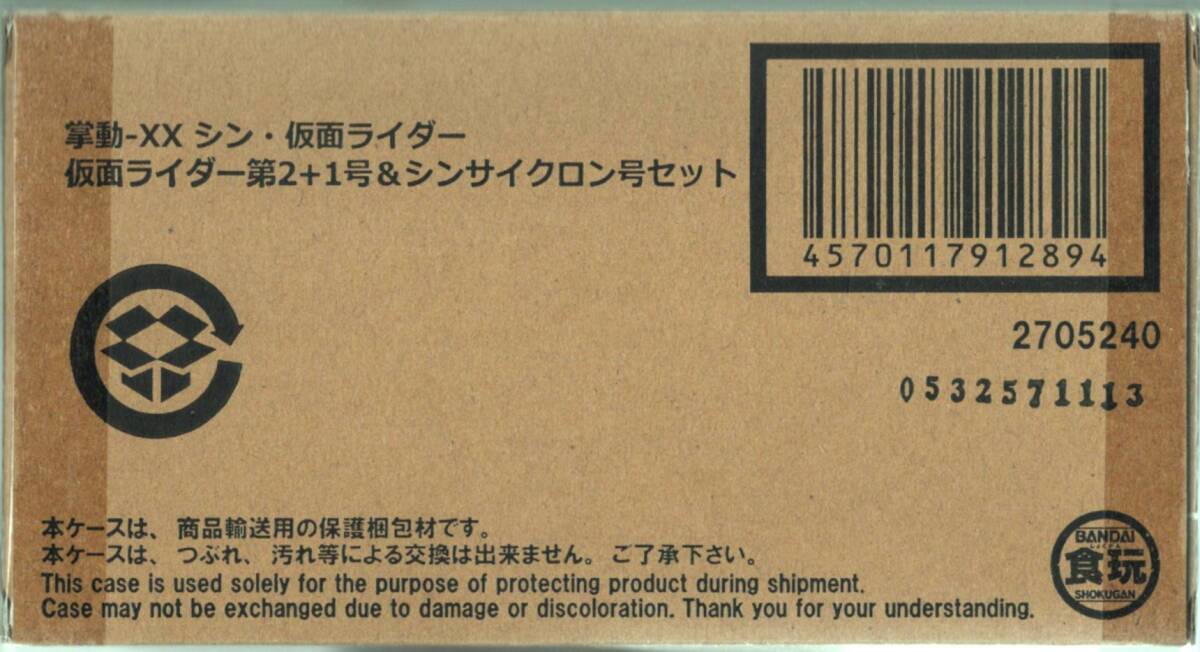 掌動-XX シン・仮面ライダー
仮面ライダー第2+1号&シンサイクロン号セット
4570117912894
2705240
0532571113
本ケースは、商品輸送用の保護梱包材です。
本ケースは、つぶれ、汚れ等による交換は出来ません。ご了承下さい。
This case is used solely for the purpose of protecting product during shipment.
Case may not be exchanged due to damage or discoloration. Thank you for your understanding.
BANDAI
しょくがん
食玩
SHOKUGAN